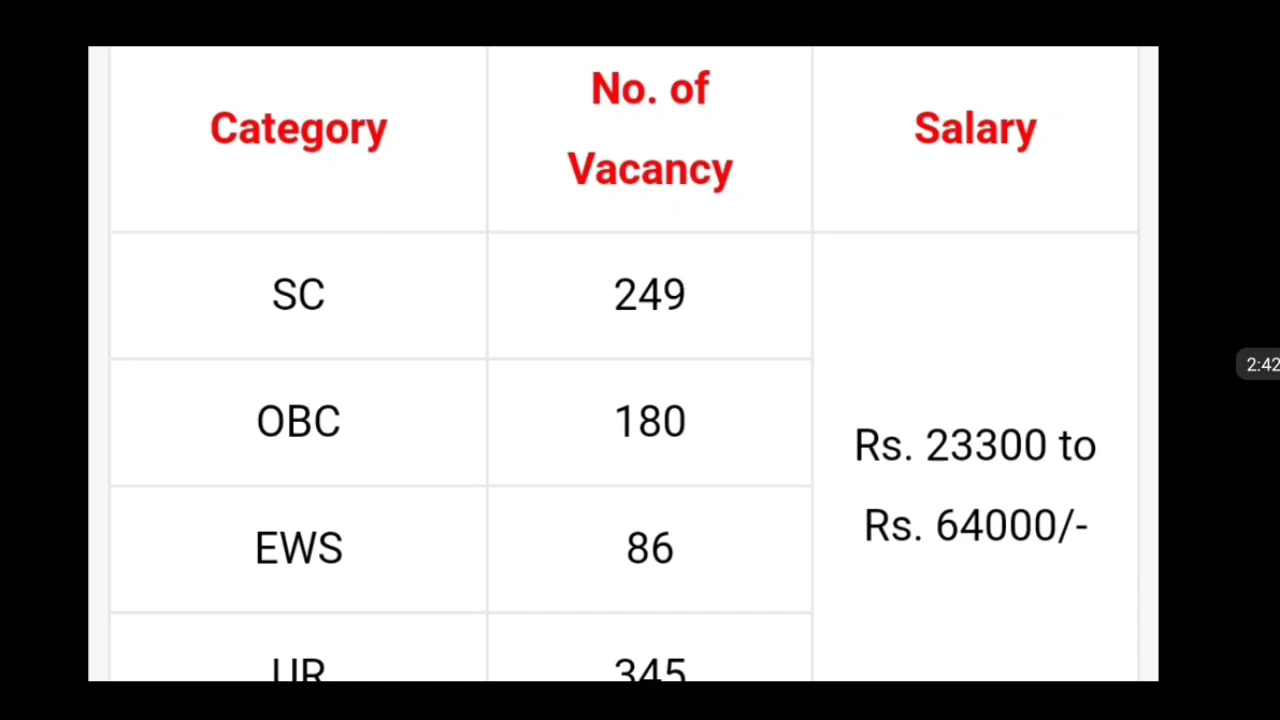 Category
No. of
Vacancy
Salary
SC
249
OBC
180
Rs. 23300 to
Rs. 64000/-
EWS
86
UR
345
2:42